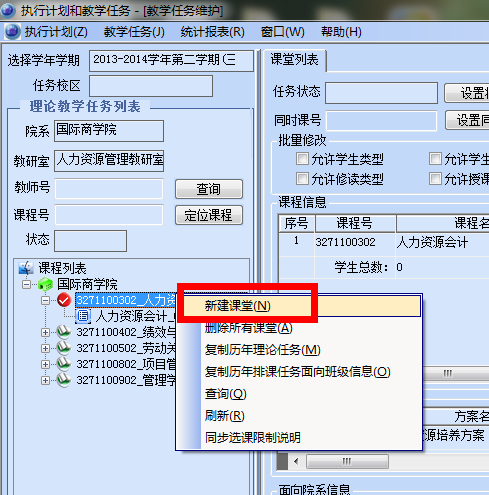 执行计划和教学任务 - [教学任务维护]
执行计划(Z) 教学任务(J) 统计报表(R) 窗口(W) 帮助(H)
选择学年学期 2013-2014学年第二学期(三
任务校区
理论教学任务列表
院系 国际商学院
教研室 人力资源管理教研室
教师号 查询
课程号 定位课程
状态
课程列表
国际商学院
3271100302_人力资
人力资源会计_
3271100402_绩效与
3271100502_劳动关
3271100802_项目管
3271100902_管理学
新建课堂(N)
删除所有课堂(A)
复制历年理论任务(M)
复制历年排课任务面向班级信息(O)
查询(Q)
刷新(R)
同步选课限制说明
课堂列表
任务状态 设置
同时课号 设置同
批量修改
允许学生类型 允许学生
允许修读类型 允许授课
课程信息
序号 课程号 课程名
1 3271100302 人力资源会计
学生总数: 0
方案名
源培养方案
面向院系信息